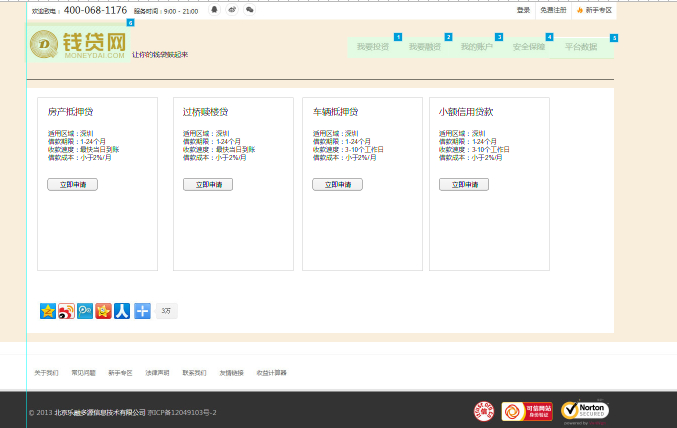 欢迎致电： 400-068-1176 服务时间：9:00 - 21:00 登录 免费注册 新手专区
6
钱贷网
MONEYDAI.COM
让你的钱袋鼓起来
我要投资 1 我要融资 2 我的账户 3 安全保障 4 平台数据 5
房产抵押贷
适用区域：深圳
借款期限：1-24个月
收款速度：最快当日到账
借款成本：小于2%/月
立即申请
过桥赎楼贷
适用区域：深圳
借款期限：1-24个月
收款速度：最快当日到账
借款成本：小于2%/月
立即申请
车辆抵押贷
适用区域：深圳
借款期限：1-24个月
收款速度：3-10个工作日
借款成本：小于2%/月
立即申请
小额信用贷款
适用区域：深圳
借款期限：1-24个月
收款速度：3-10个工作日
借款成本：小于2%/月
立即申请
3万
关于我们 常见问题 新手专区 法律声明 联系我们 友情链接 收益计算器
© 2013 北京乐融多源信息技术有限公司 京ICP备12049103号-2
可信网站
身份验证
Norton
SECURED
powered by